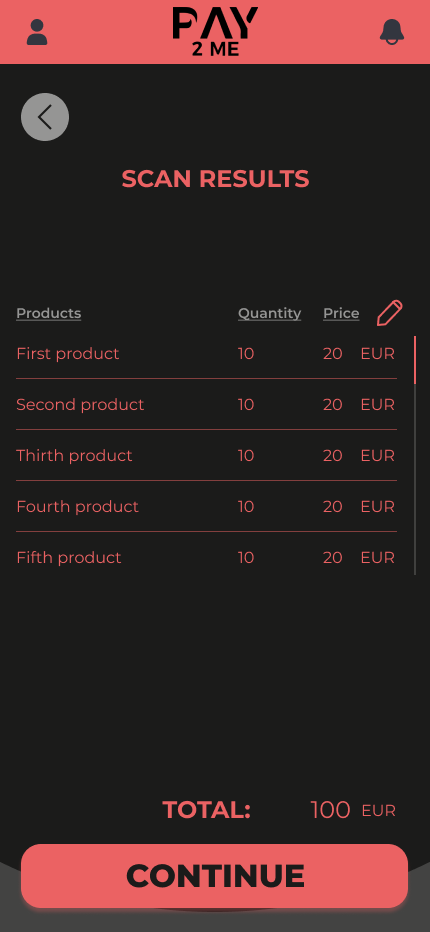 PAY
2 ME
SCAN RESULTS
Products Quantity Price
First product 10 20 EUR
Second product 10 20 EUR
Thirth product 10 20 EUR
Fourth product 10 20 EUR
Fifth product 10 20 EUR
TOTAL: 100 EUR
CONTINUE